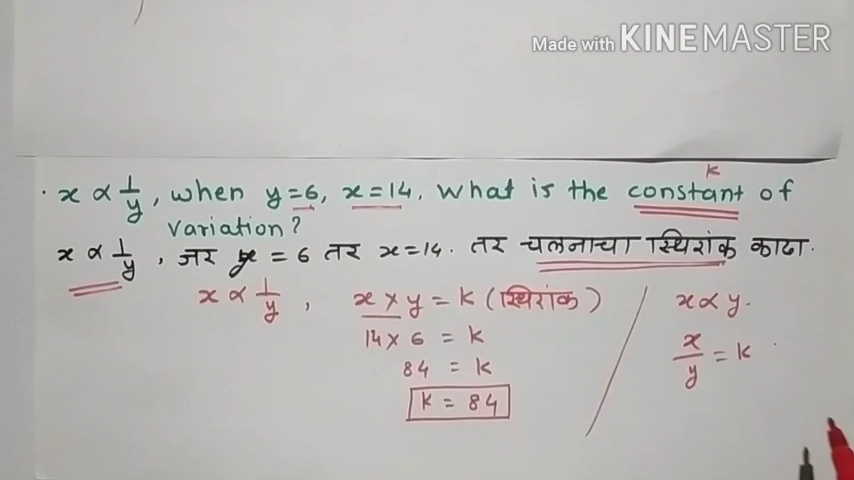 Made with KINEMASTER
K
. x ∝ 1/y, when y=6, x=14. What is the constant of
variation?
x ∝ 1/y, जर y = 6 तर x=14. तर चलनाचा स्थिरांक काढा.
x ∝ 1/y , x × y = K (स्थिरांक) / x ∝ y.
14 × 6 = K
x/y = K
84 = K
K = 84